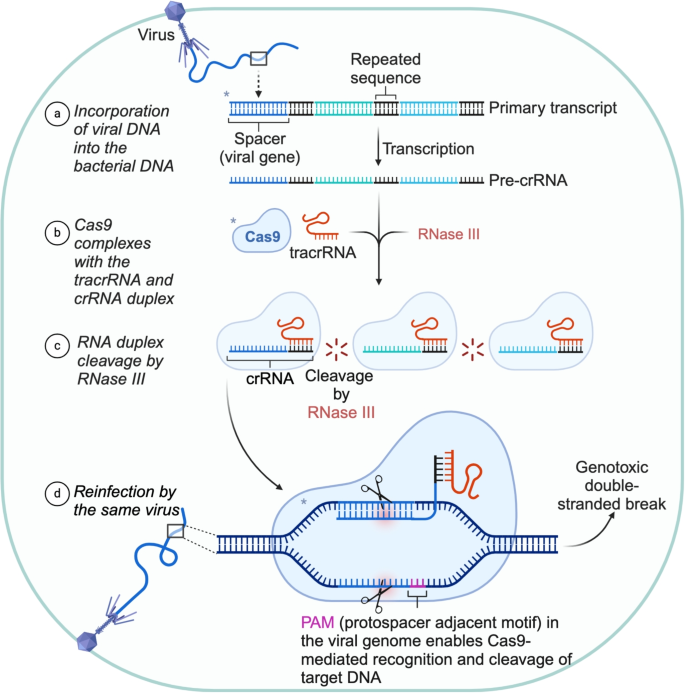 Virus
Repeated
sequence
*
a
Incorporation
of viral DNA
into the
bacterial DNA
Primary transcript
Spacer
(viral gene)
Transcription
Pre-crRNA
b
Cas9
complexes
with the
tracrRNA and
crRNA duplex
*
Cas9
tracrRNA
RNase III
c
RNA duplex
cleavage by
RNase III
crRNA
Cleavage
by
RNase III
d
Reinfection by
the same virus
*
Genotoxic
double-
stranded break
PAM (protospacer adjacent motif) in
the viral genome enables Cas9-
mediated recognition and cleavage of
target DNA